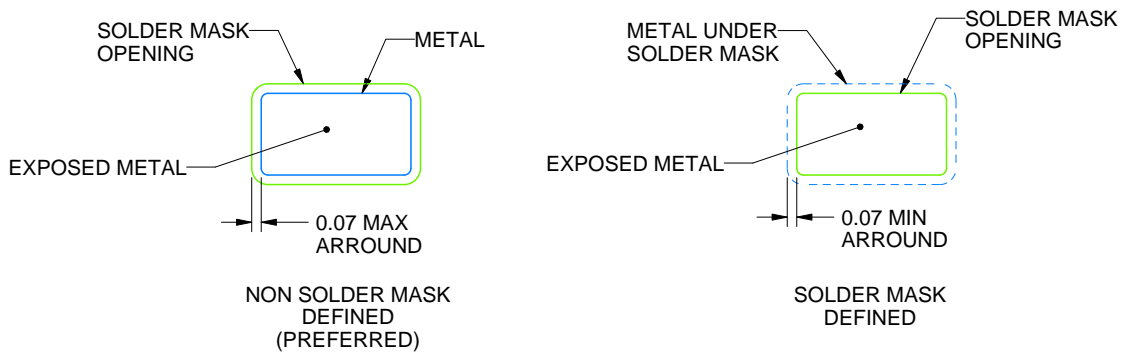 SOLDER MASK
OPENING
METAL
EXPOSED METAL
0.07 MAX
ARROUND
NON SOLDER MASK
DEFINED
(PREFERRED)
METAL UNDER
SOLDER MASK
SOLDER MASK
OPENING
EXPOSED METAL
0.07 MIN
ARROUND
SOLDER MASK
DEFINED